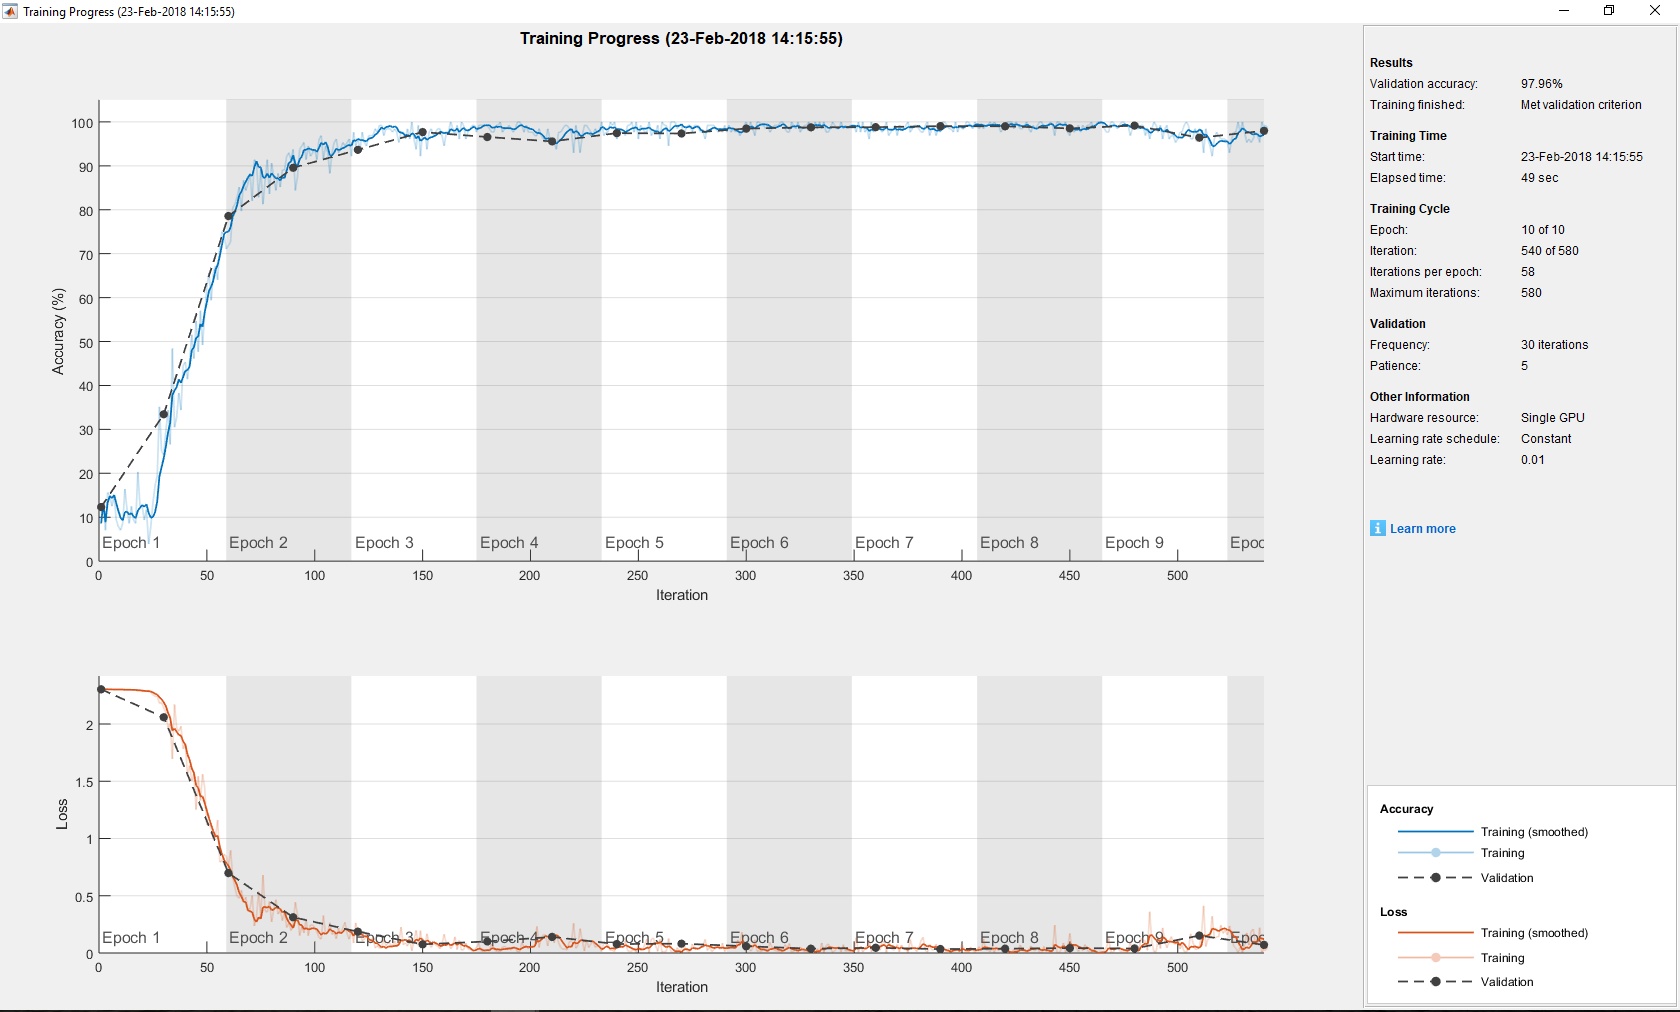 Training Progress (23-Feb-2018 14:15:55)
Training Progress (23-Feb-2018 14:15:55)
Accuracy (%)
100
90
80
70
60
50
40
30
20
10
0
Epoch 1 Epoch 2 Epoch 3 Epoch 4 Epoch 5 Epoch 6 Epoch 7 Epoch 8 Epoch 9 Epoc
0 50 100 150 200 250 300 350 400 450 500
Iteration
Loss
2
1.5
1
0.5
0
Epoch 1 Epoch 2 Epoch 3 Epoch 4 Epoch 5 Epoch 6 Epoch 7 Epoch 8 Epoch 9 Epoc
0 50 100 150 200 250 300 350 400 450 500
Iteration
Results
Validation accuracy: 97.96%
Training finished: Met validation criterion
Training Time
Start time: 23-Feb-2018 14:15:55
Elapsed time: 49 sec
Training Cycle
Epoch: 10 of 10
Iteration: 540 of 580
Iterations per epoch: 58
Maximum iterations: 580
Validation
Frequency: 30 iterations
Patience: 5
Other Information
Hardware resource: Single GPU
Learning rate schedule: Constant
Learning rate: 0.01
i Learn more
Accuracy
Training (smoothed)
Training
Validation
Loss
Training (smoothed)
Training
Validation